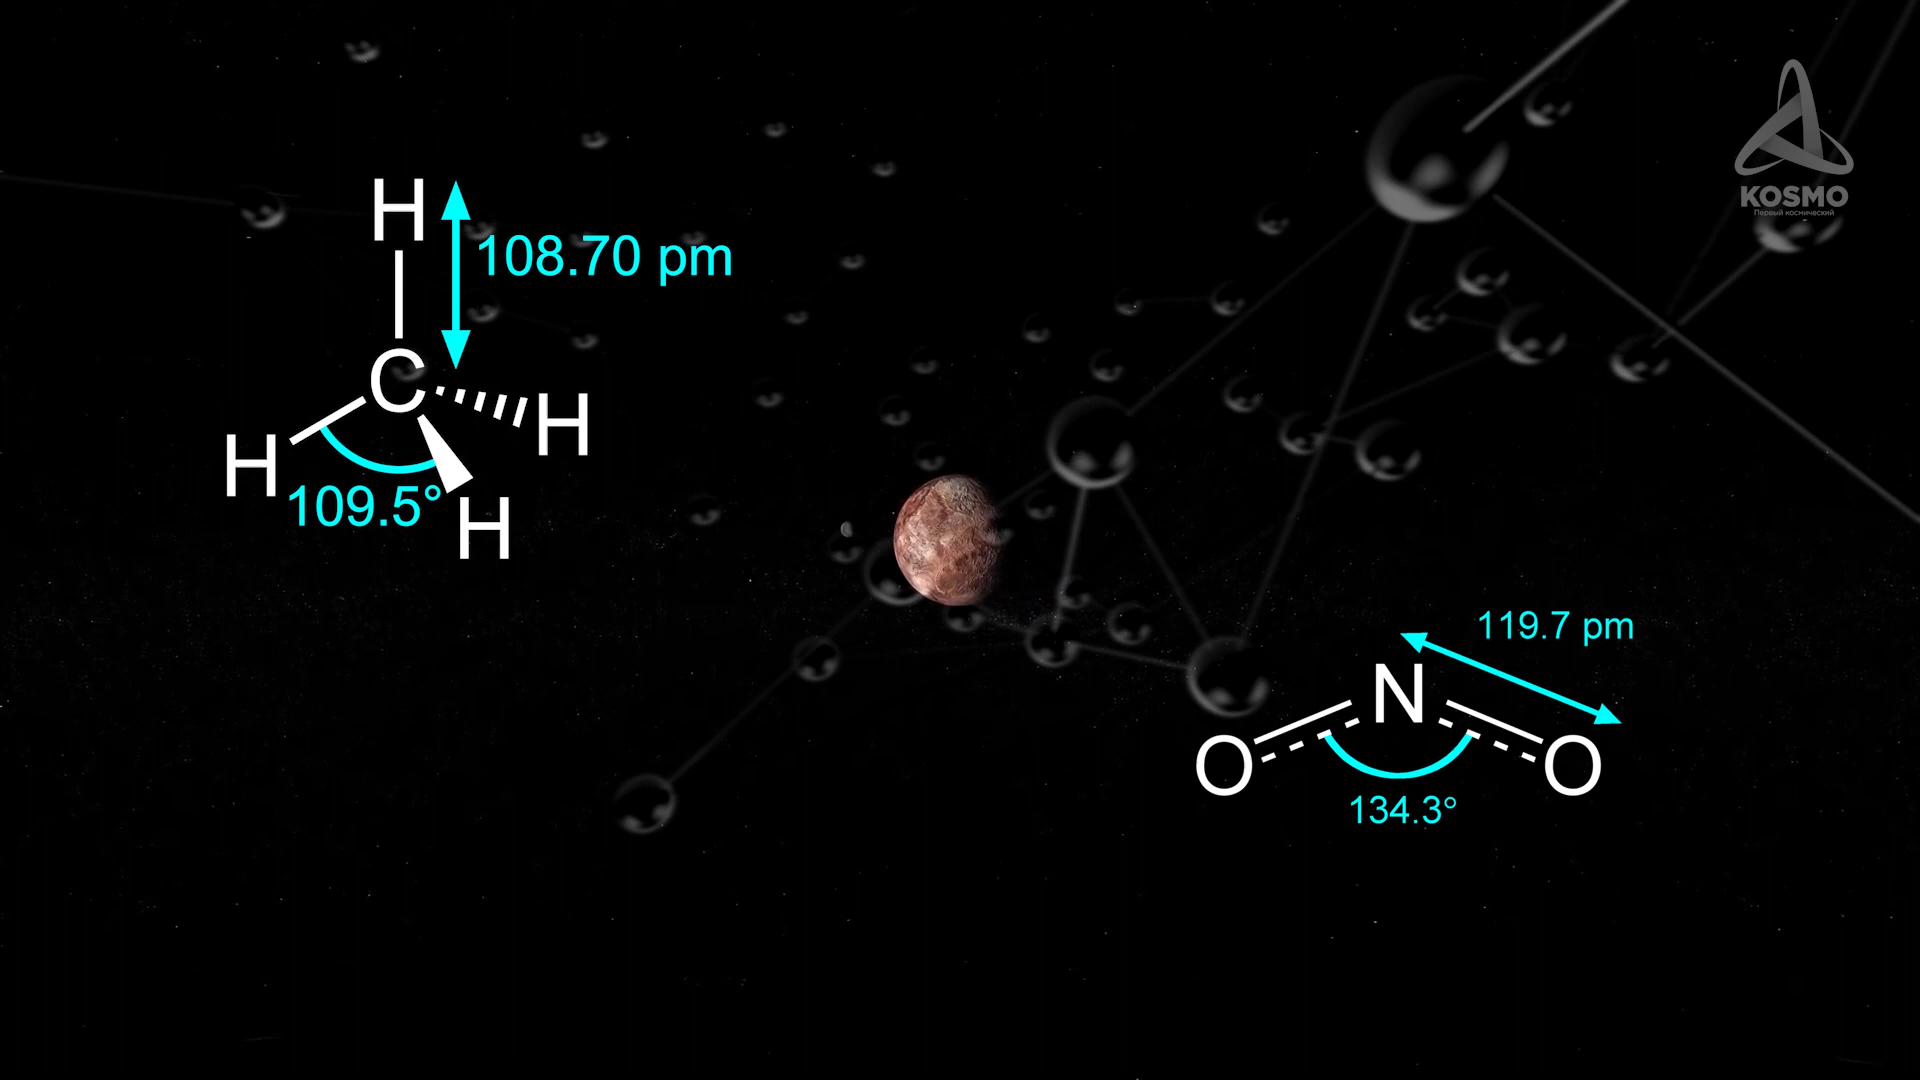 KOSMO
Первый космический
H
108.70 pm
C
H
H
109.5°
H
119.7 pm
N
O
O
134.3°